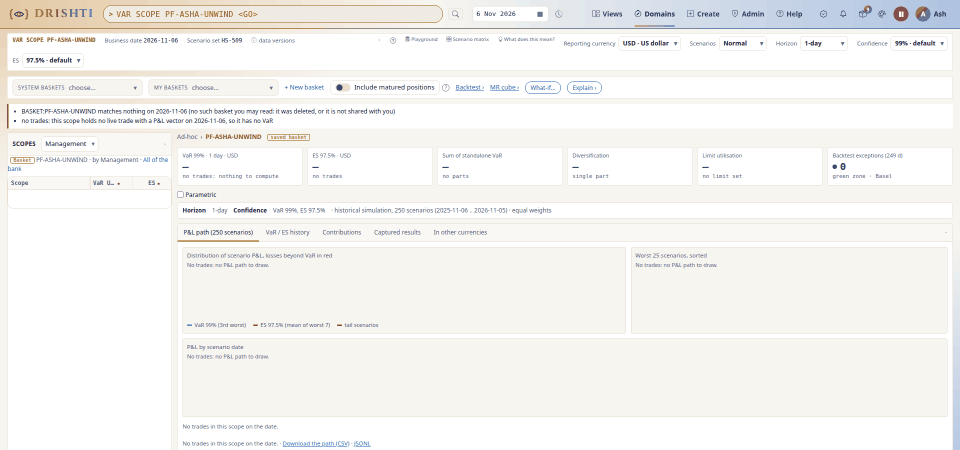 {👁} DRISHTI
> VAR SCOPE PF-ASHA-UNWIND <GO>
6 Nov 2026
Views
Domains
Create
Admin
Help
Ash
VAR SCOPE PF-ASHA-UNWIND
Business date 2026-11-06
Scenario set HS-509
data versions
Playground
Scenario matrix
What does this mean?
Reporting currency
USD · US dollar
Scenarios
Normal
Horizon
1-day
Confidence
99% · default
ES
97.5% · default
SYSTEM BASKETS choose...
MY BASKETS choose...
+ New basket
Include matured positions
Backtest ›
MR cube ›
What-if...
Explain ›
• BASKET:PF-ASHA-UNWIND matches nothing on 2026-11-06 (no such basket you may read: it was deleted, or it is not shared with you)
• no trades: this scope holds no live trade with a P&L vector on 2026-11-06, so it has no VaR
SCOPES
Management
Basket PF-ASHA-UNWIND · by Management · All of the bank
Scope
VaR U...
ES
Ad-hoc › PF-ASHA-UNWIND saved basket
VaR 99% · 1 day · USD
—
no trades: nothing to compute
ES 97.5% · USD
—
no trades
Sum of standalone VaR
—
no parts
Diversification
—
single part
Limit utilisation
—
no limit set
Backtest exceptions (249 d)
0
green zone · Basel
Parametric
Horizon 1-day Confidence · VaR 99%, ES 97.5% · historical simulation, 250 scenarios (2025-11-06 .. 2026-11-05) · equal weights
P&L path (250 scenarios)
VaR / ES history
Contributions
Captured results
In other currencies
Distribution of scenario P&L, losses beyond VaR in red
No trades: no P&L path to draw.
VaR 99% (3rd worst)
ES 97.5% (mean of worst 7)
tail scenarios
Worst 25 scenarios, sorted
No trades: no P&L path to draw.
P&L by scenario date
No trades: no P&L path to draw.
No trades in this scope on the date.
No trades in this scope on the date. · Download the path (CSV) · JSONL